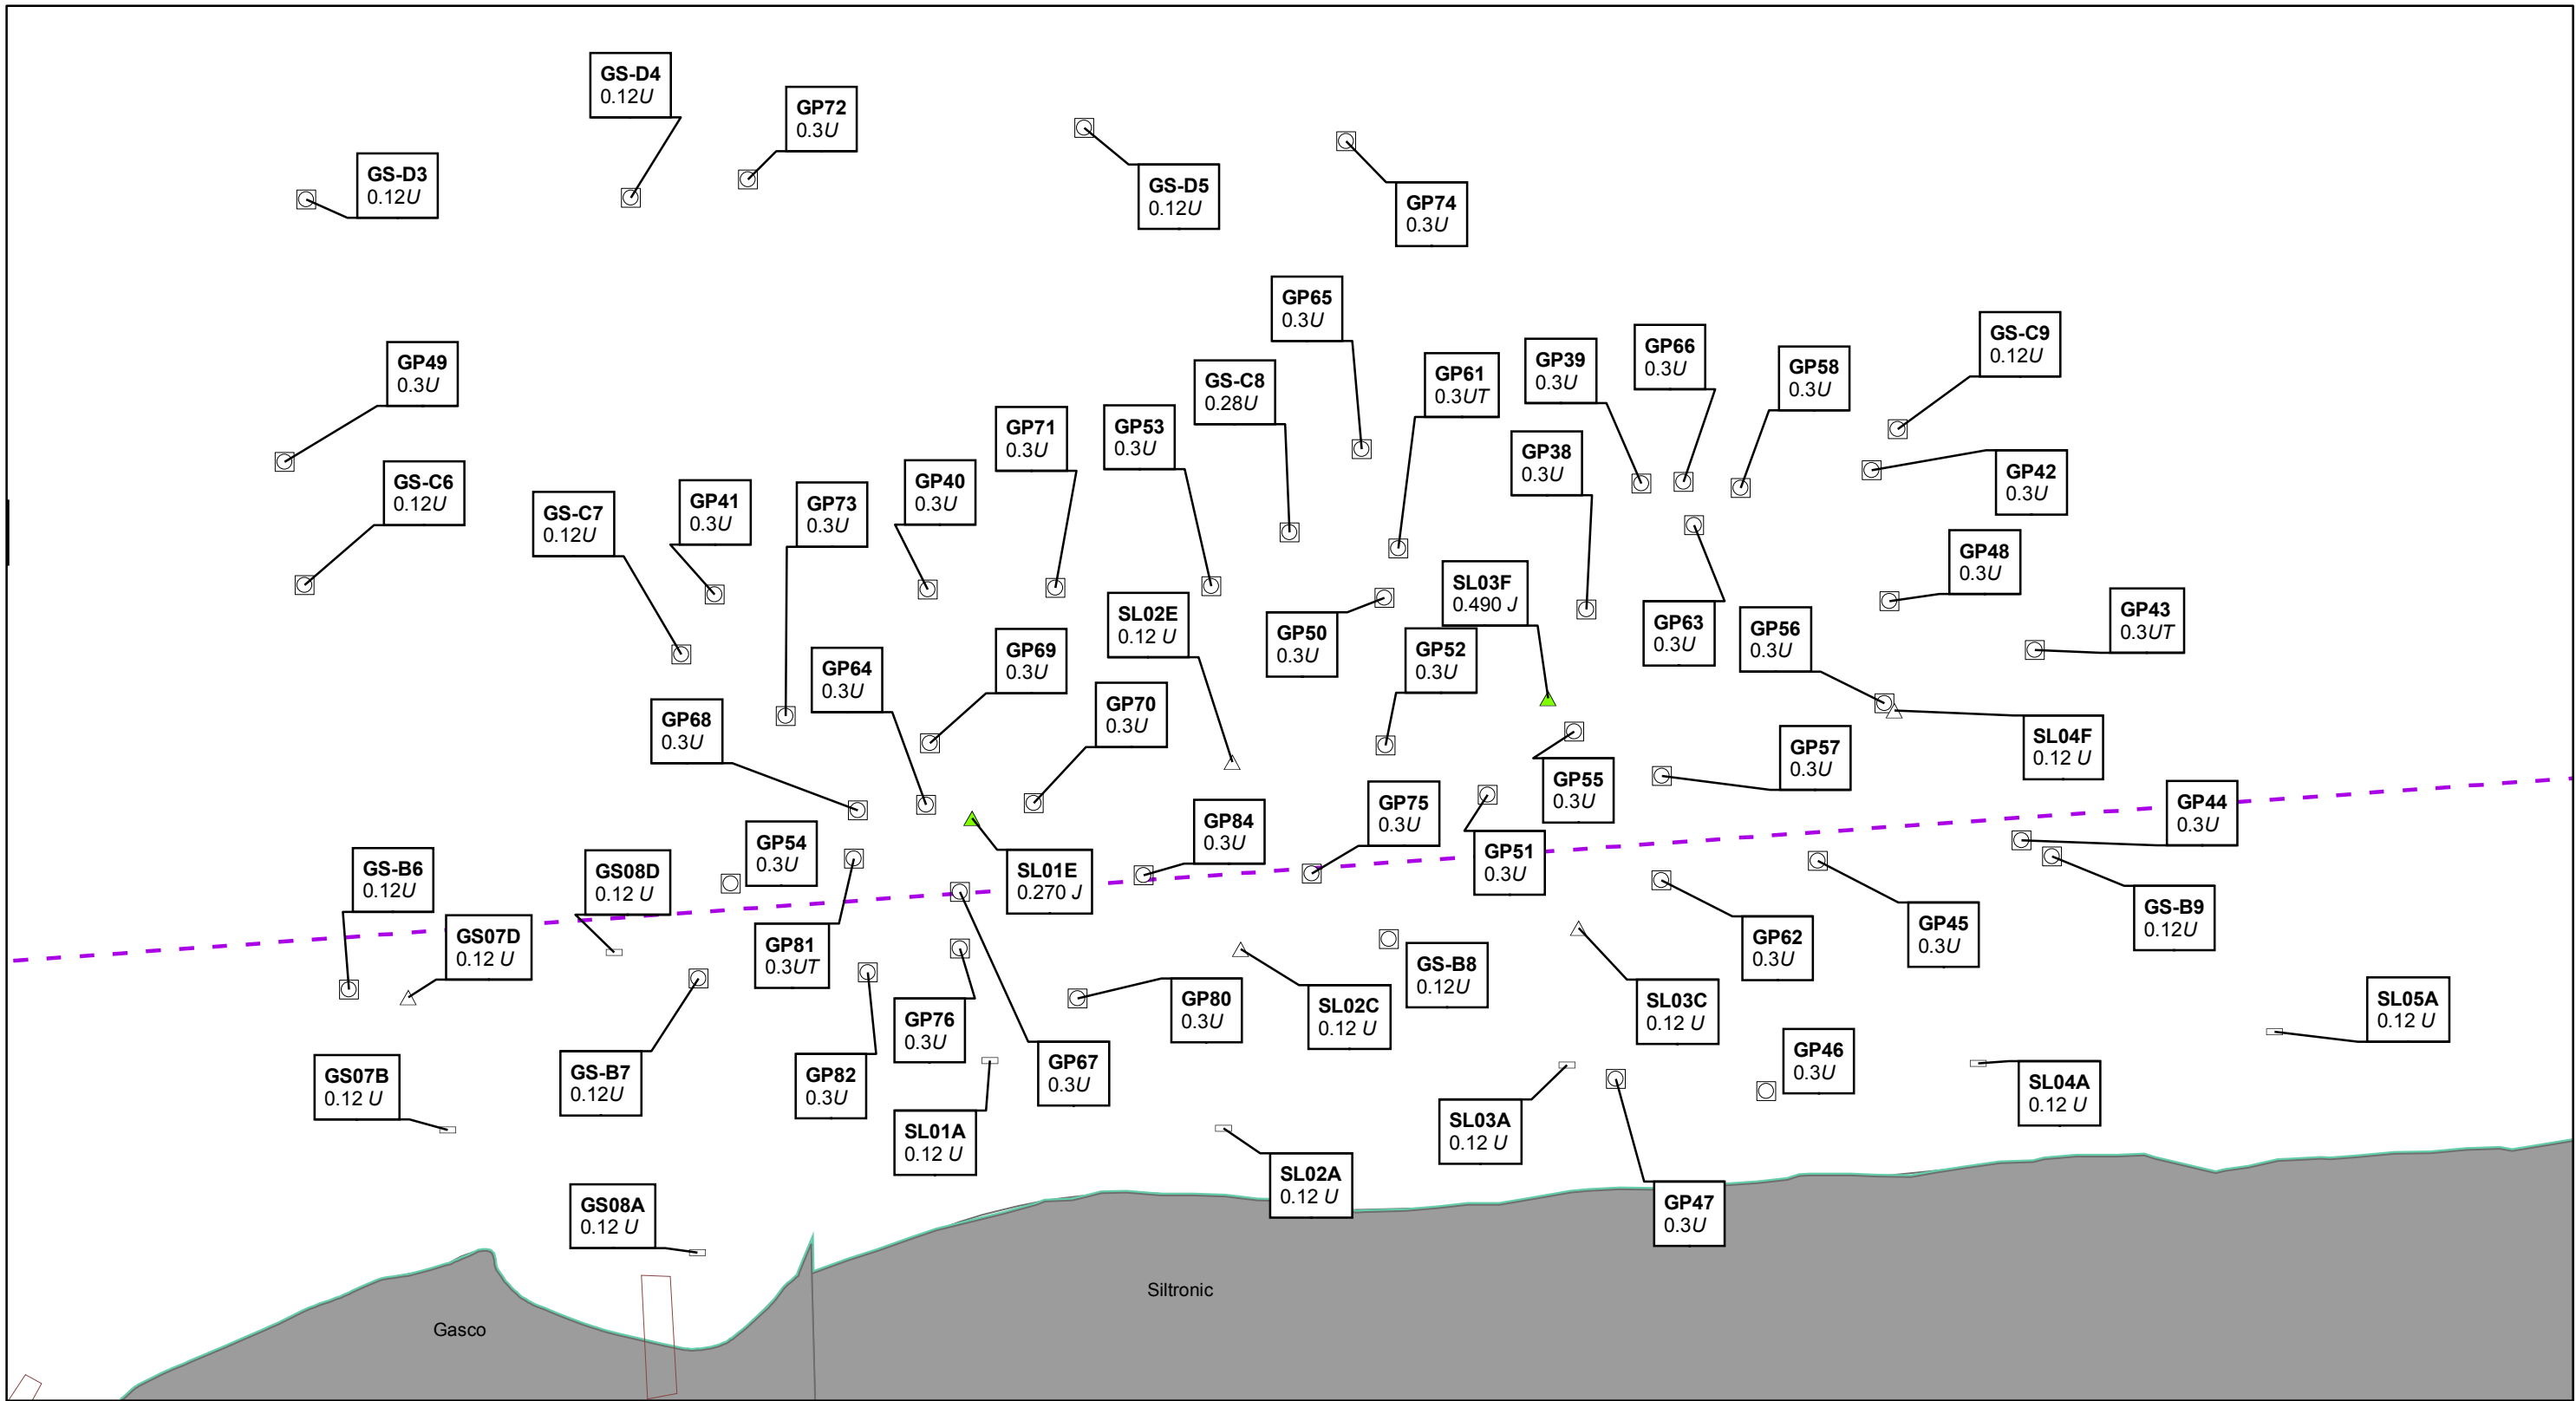 GS-D4
0.12U
GP72
0.3U
GS-D3
0.12U
GS-D5
0.12U
GP74
0.3U
GP65
0.3U
GS-C9
0.12U
GP49
0.3U
GS-C8
0.28U
GP61
0.3UT
GP39
0.3U
GP66
0.3U
GP58
0.3U
GP71
0.3U
GP53
0.3U
GP38
0.3U
GP42
0.3U
GS-C6
0.12U
GS-C7
0.12U
GP41
0.3U
GP73
0.3U
GP40
0.3U
GP48
0.3U
SL02E
0.12 U
SL03F
0.490 J
GP43
0.3UT
GP50
0.3U
GP63
0.3U
GP56
0.3U
GP64
0.3U
GP69
0.3U
GP52
0.3U
GP68
0.3U
GP70
0.3U
SL04F
0.12 U
GP57
0.3U
GP55
0.3U
GP75
0.3U
GP84
0.3U
GP44
0.3U
GP54
0.3U
GP51
0.3U
GS-B6
0.12U
GS08D
0.12 U
SL01E
0.270 J
GS-B9
0.12U
GS07D
0.12 U
GP81
0.3UT
GP62
0.3U
GP45
0.3U
GS-B8
0.12U
GP76
0.3U
GP80
0.3U
SL02C
0.12 U
SL03C
0.12 U
SL05A
0.12 U
GS07B
0.12 U
GS-B7
0.12U
GP82
0.3U
GP67
0.3U
GP46
0.3U
SL04A
0.12 U
SL01A
0.12 U
SL03A
0.12 U
SL02A
0.12 U
GP47
0.3U
GS08A
0.12 U
Siltronic
Gasco